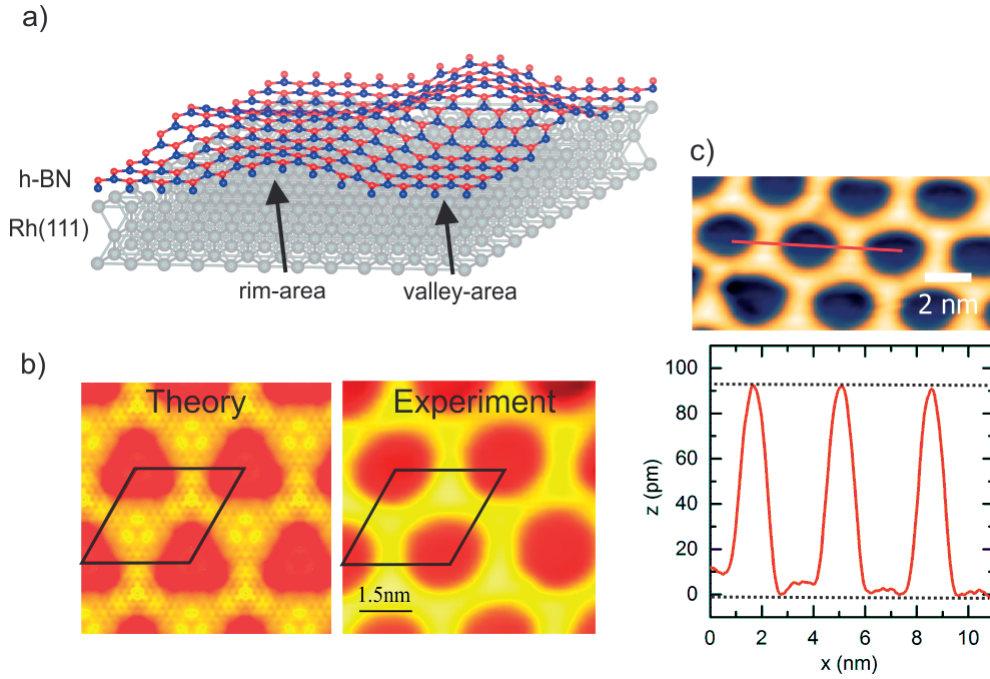 a)
h-BN
Rh(111)
rim-area
valley-area
b)
Theory
Experiment
1.5nm
c)
2 nm
100
80
60
40
20
0
z (pm)
0
2
4
6
8
10
x (nm)